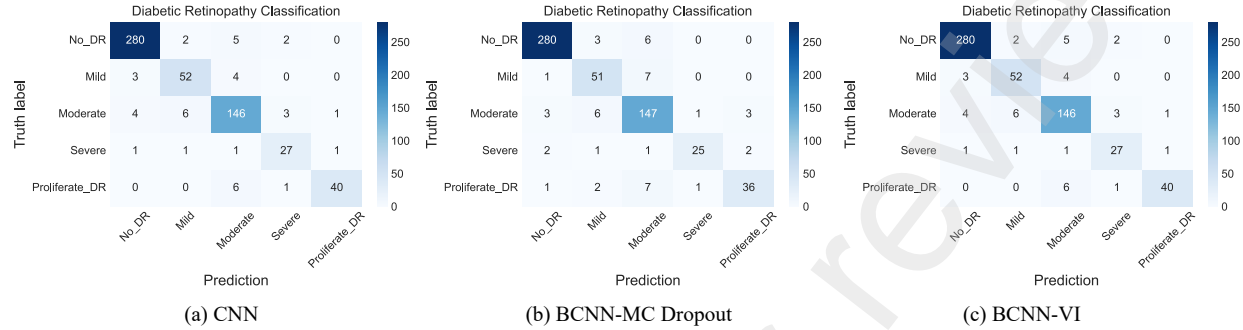 Diabetic Retinopathy Classification
Truth label
No_DR 280 2 5 2 0
Mild 3 52 4 0 0
Moderate 4 6 146 3 1
Severe 1 1 1 27 1
Proliferate_DR 0 0 6 1 40
No_DR Mild Moderate Severe Proliferate_DR
Prediction
250
200
150
100
50
0
(a) CNN
Diabetic Retinopathy Classification
Truth label
No_DR 280 3 6 0 0
Mild 1 51 7 0 0
Moderate 3 6 147 1 3
Severe 2 1 1 25 2
Proliferate_DR 1 2 7 1 36
No_DR Mild Moderate Severe Proliferate_DR
Prediction
250
200
150
100
50
0
(b) BCNN-MC Dropout
Diabetic Retinopathy Classification
Truth label
No_DR 280 2 5 2 0
Mild 3 52 4 0 0
Moderate 4 6 146 3 1
Severe 1 1 1 27 1
Proliferate_DR 0 0 6 1 40
No_DR Mild Moderate Severe Proliferate_DR
Prediction
250
200
150
100
50
0
(c) BCNN-VI